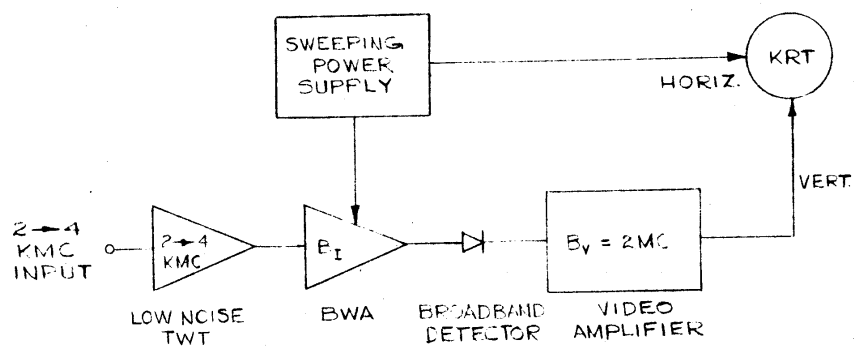 SWEEPING
POWER
SUPPLY
KRT
HORIZ.
VERT.
2→4
KMC
INPUT
2→4
KMC
B_I
B_V = 2MC
LOW NOISE
TWT
BWA
BROADBAND
DETECTOR
VIDEO
AMPLIFIER